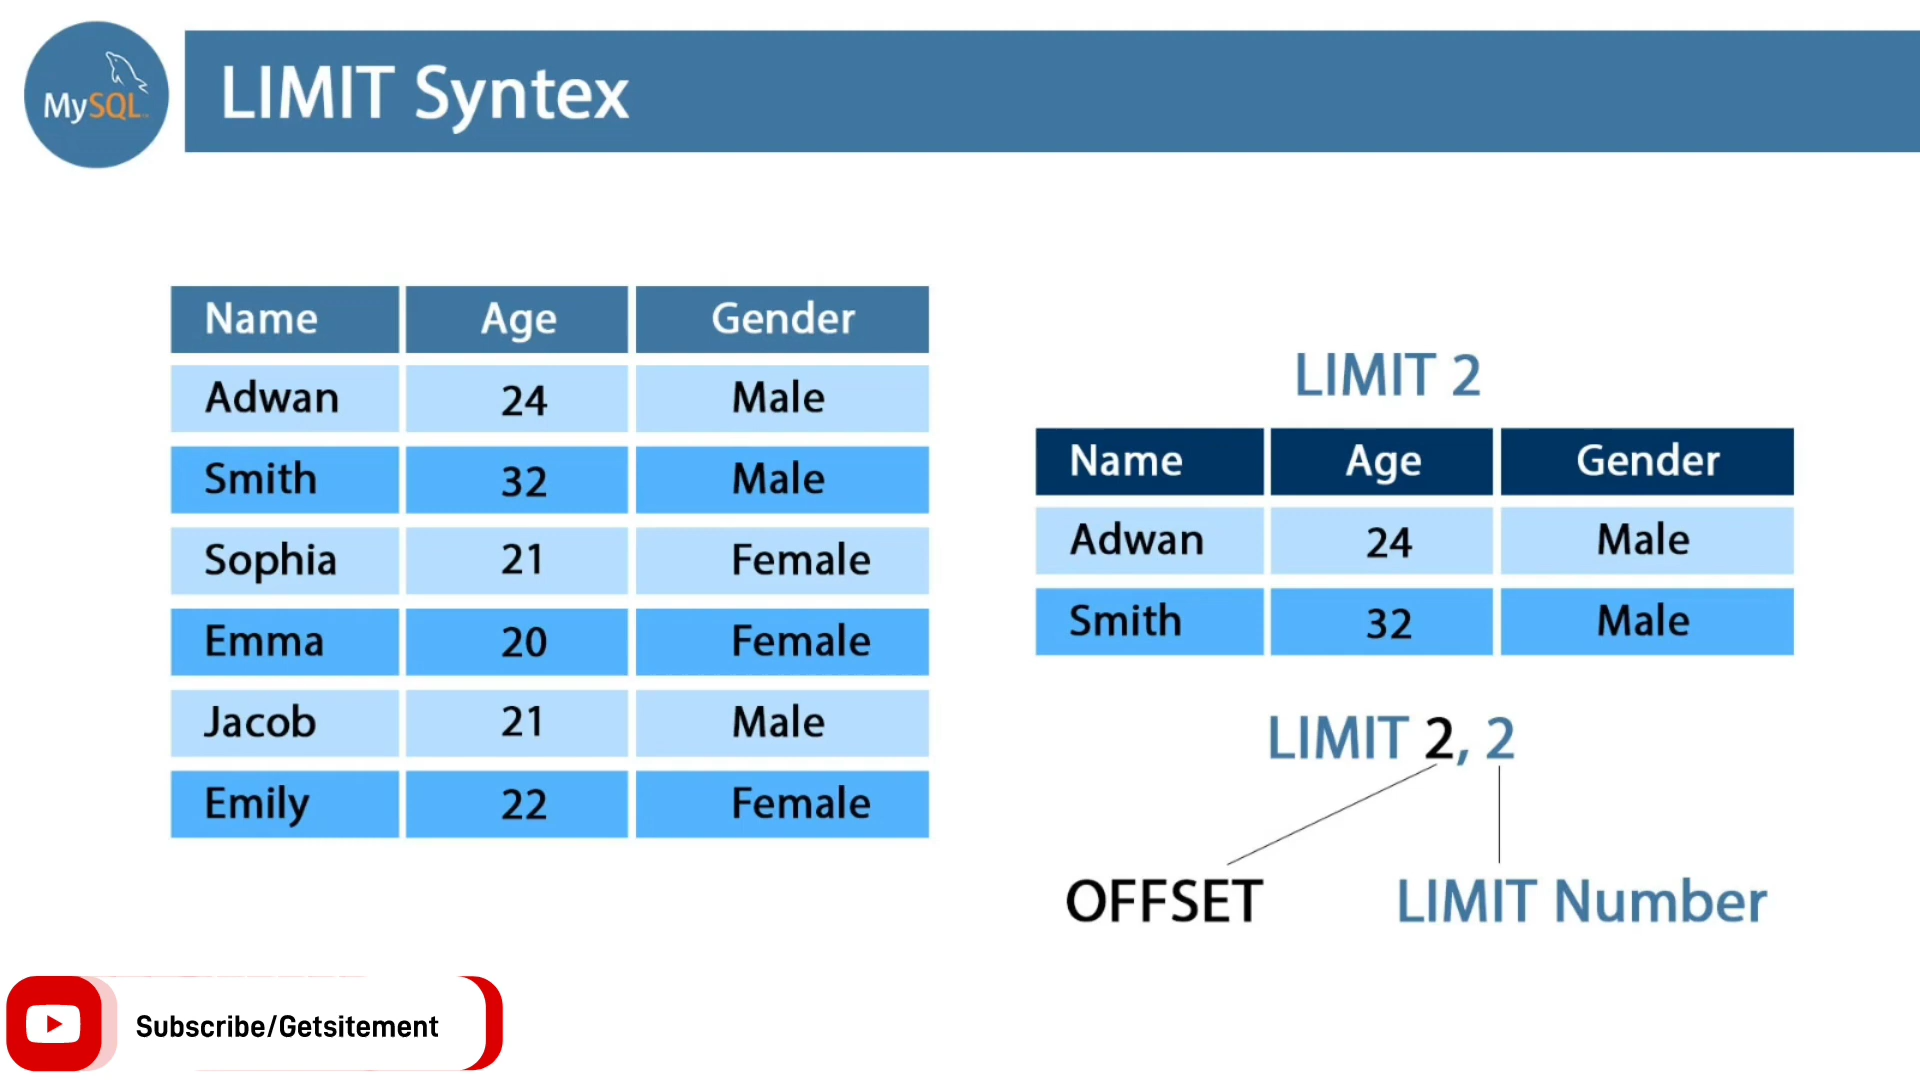 MySQL
LIMIT Syntex
Name Age Gender
Adwan 24 Male
Smith 32 Male
Sophia 21 Female
Emma 20 Female
Jacob 21 Male
Emily 22 Female
LIMIT 2
Name Age Gender
Adwan 24 Male
Smith 32 Male
LIMIT 2, 2
OFFSET LIMIT Number
Subscribe/Getsitement